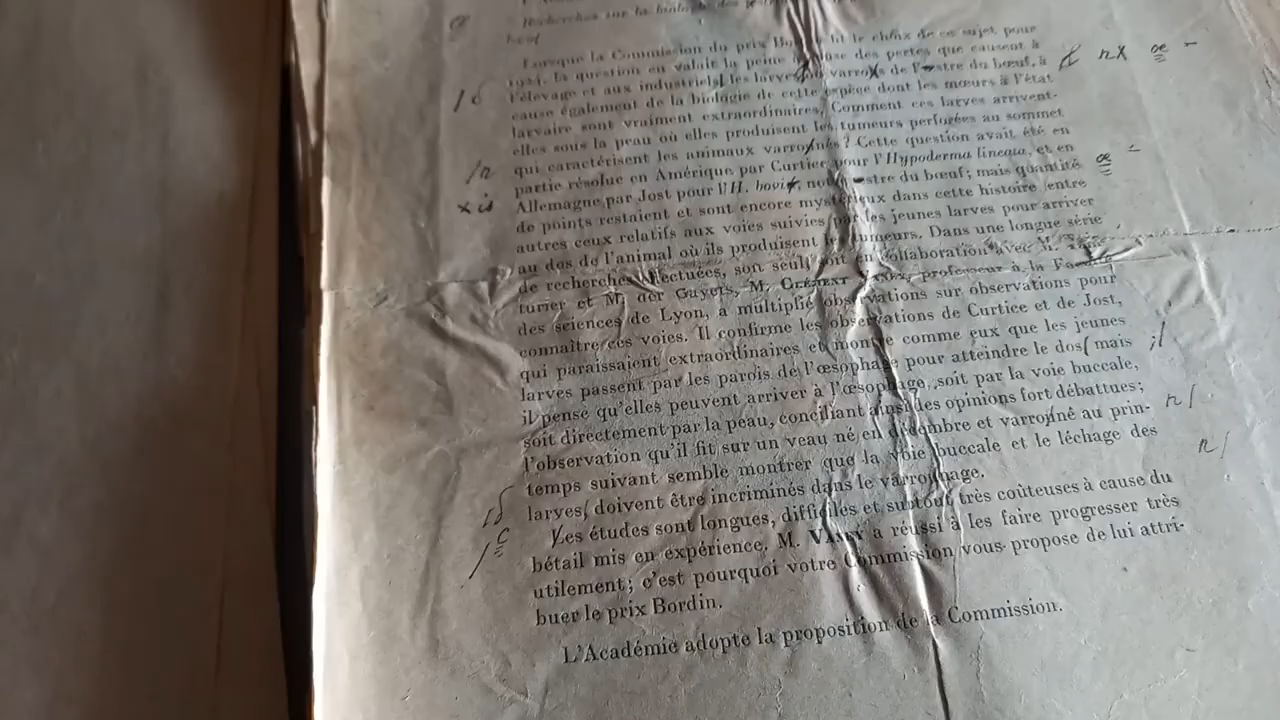 Recherches sur la biologie des
Lorsque la Commission du prix fit le choix de ce sujet pour
1924, la question en valait la peine des pertes que causent à
l'élevage et aux industriels les larves varroxs de l'œstre du bœuf, à
cause également de la biologie de cette espèce dont les mœurs à l'état
larvaire sont vraiment extraordinaires. Comment ces larves arrivent-
elles sous la peau où elles produisent les tumeurs perforées au sommet
qui caractérisent les animaux varronés? Cette question avait été en
partie résolue en Amérique par Curtice pour l'Hypoderma lineata, et en
Allemagne par Jost pour l'H. bovis, notre œstre du bœuf; mais quantité
de points restaient et sont encore mystérieux dans cette histoire entre
autres ceux relatifs aux voies suivies par les jeunes larves pour arriver
au dos de l'animal où ils produisent les tumeurs. Dans une longue série
de recherches effectuées, soit seul, soit en collaboration avec M.
turier et M. der Gayets, M. Clément professeur à la Faculté
des sciences de Lyon, a multiplié observations sur observations pour
connaître ces voies. Il confirme les observations de Curtice et de Jost,
qui paraissaient extraordinaires et montre comme eux que les jeunes
larves passent par les parois de l'œsophage pour atteindre le dos mais
il pense qu'elles peuvent arriver à l'œsophage, soit par la voie buccale,
soit directement par la peau, conciliant ainsi des opinions fort débattues;
l'observation qu'il fit sur un veau né en décembre et varronné au prin-
temps suivant semble montrer que la voie buccale et le léchage des
larves doivent être incriminés dans le varronnage.
Les études sont longues, difficiles et surtout très coûteuses à cause du
bétail mis en expérience. M. Vaney a réussi à les faire progresser très
utilement; c'est pourquoi votre Commission vous propose de lui attri-
buer le prix Bordin.
L'Académie adopte la proposition de la Commission.